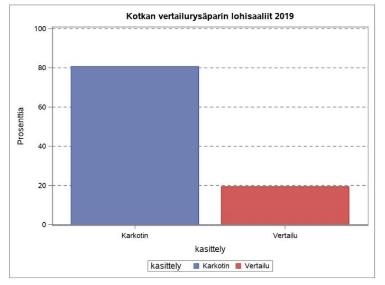 Kotkan vertailurysäparin lohisaaliit 2019
100
80
60
40
20
0
Prosenttia
Karkotin Vertailu
kasittely
kasittely Karkotin Vertailu